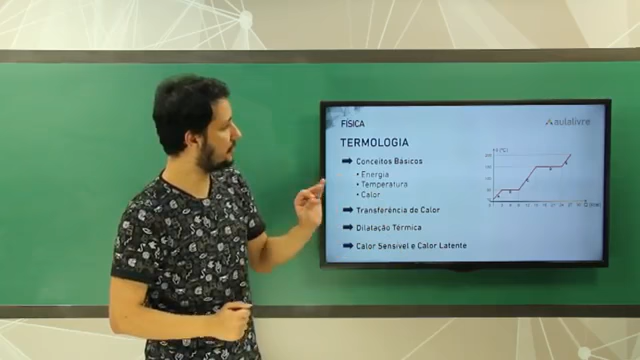 FÍSICA
aulalivre
TERMOLOGIA
Conceitos Básicos
• Energia
• Temperatura
• Calor
Transferência de Calor
Dilatação Térmica
Calor Sensível e Calor Latente